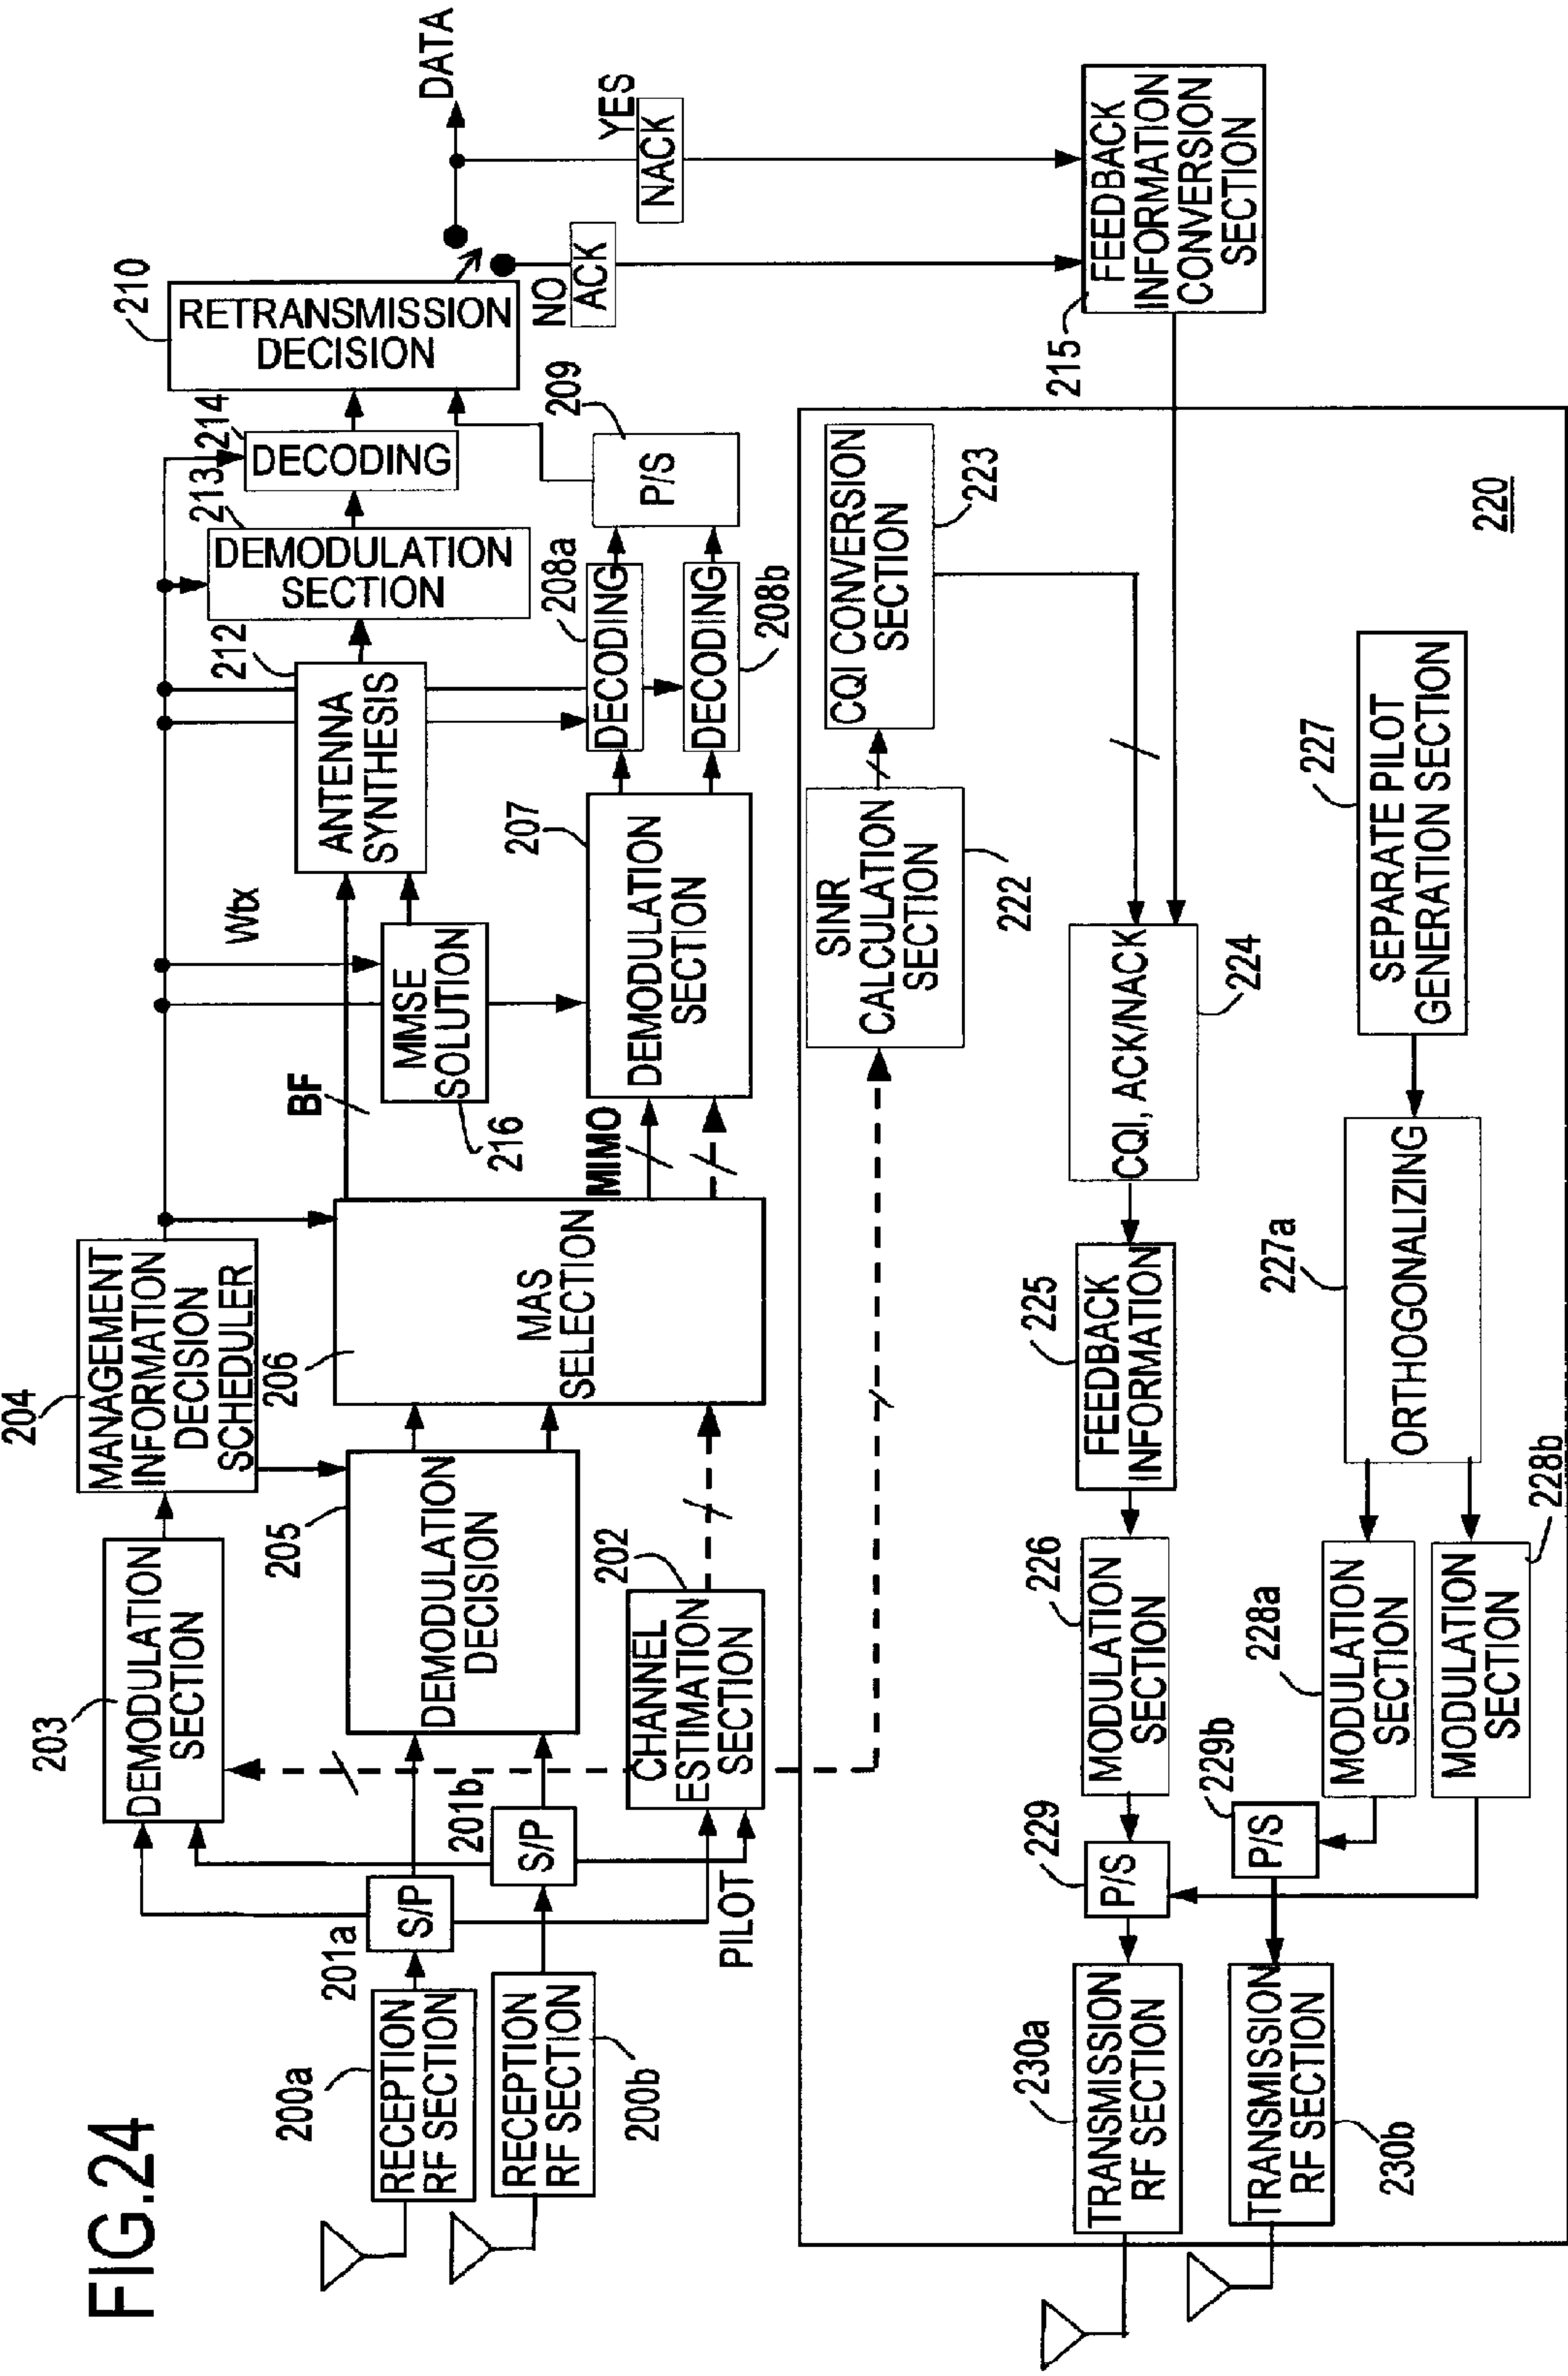 FIG.24
200a
RECEPTION
RF SECTION
RECEPTION
RF SECTION
200b
201a
S/P
201b
S/P
PILOT
203
DEMODULATION
SECTION
204
MANAGEMENT
INFORMATION
DECISION
SCHEDULER
205
DEMODULATION
DECISION
202
CHANNEL
ESTIMATION
SECTION
206
MAS
SELECTION
BF
MIMO
Wtx
MMSE
SOLUTION
216
207
DEMODULATION
SECTION
212
ANTENNA
SYNTHESIS
213
DEMODULATION
SECTION
214
DECODING
208a
DECODING
DECODING
208b
209
P/S
210
RETRANSMISSION
DECISION
NO
ACK
YES
NACK
DATA
215
FEEDBACK
INFORMATION
CONVERSION
SECTION
220
SINR
CALCULATION
SECTION
222
CQI CONVERSION
SECTION
223
CQI, ACK/NACK
224
225
FEEDBACK
INFORMATION
226
MODULATION
SECTION
229
P/S
230a
TRANSMISSION
RF SECTION
227
SEPARATE PILOT
GENERATION SECTION
227a
ORTHOGONALIZING
228a
MODULATION
SECTION
228b
MODULATION
SECTION
229b
P/S
TRANSMISSION
RF SECTION
230b